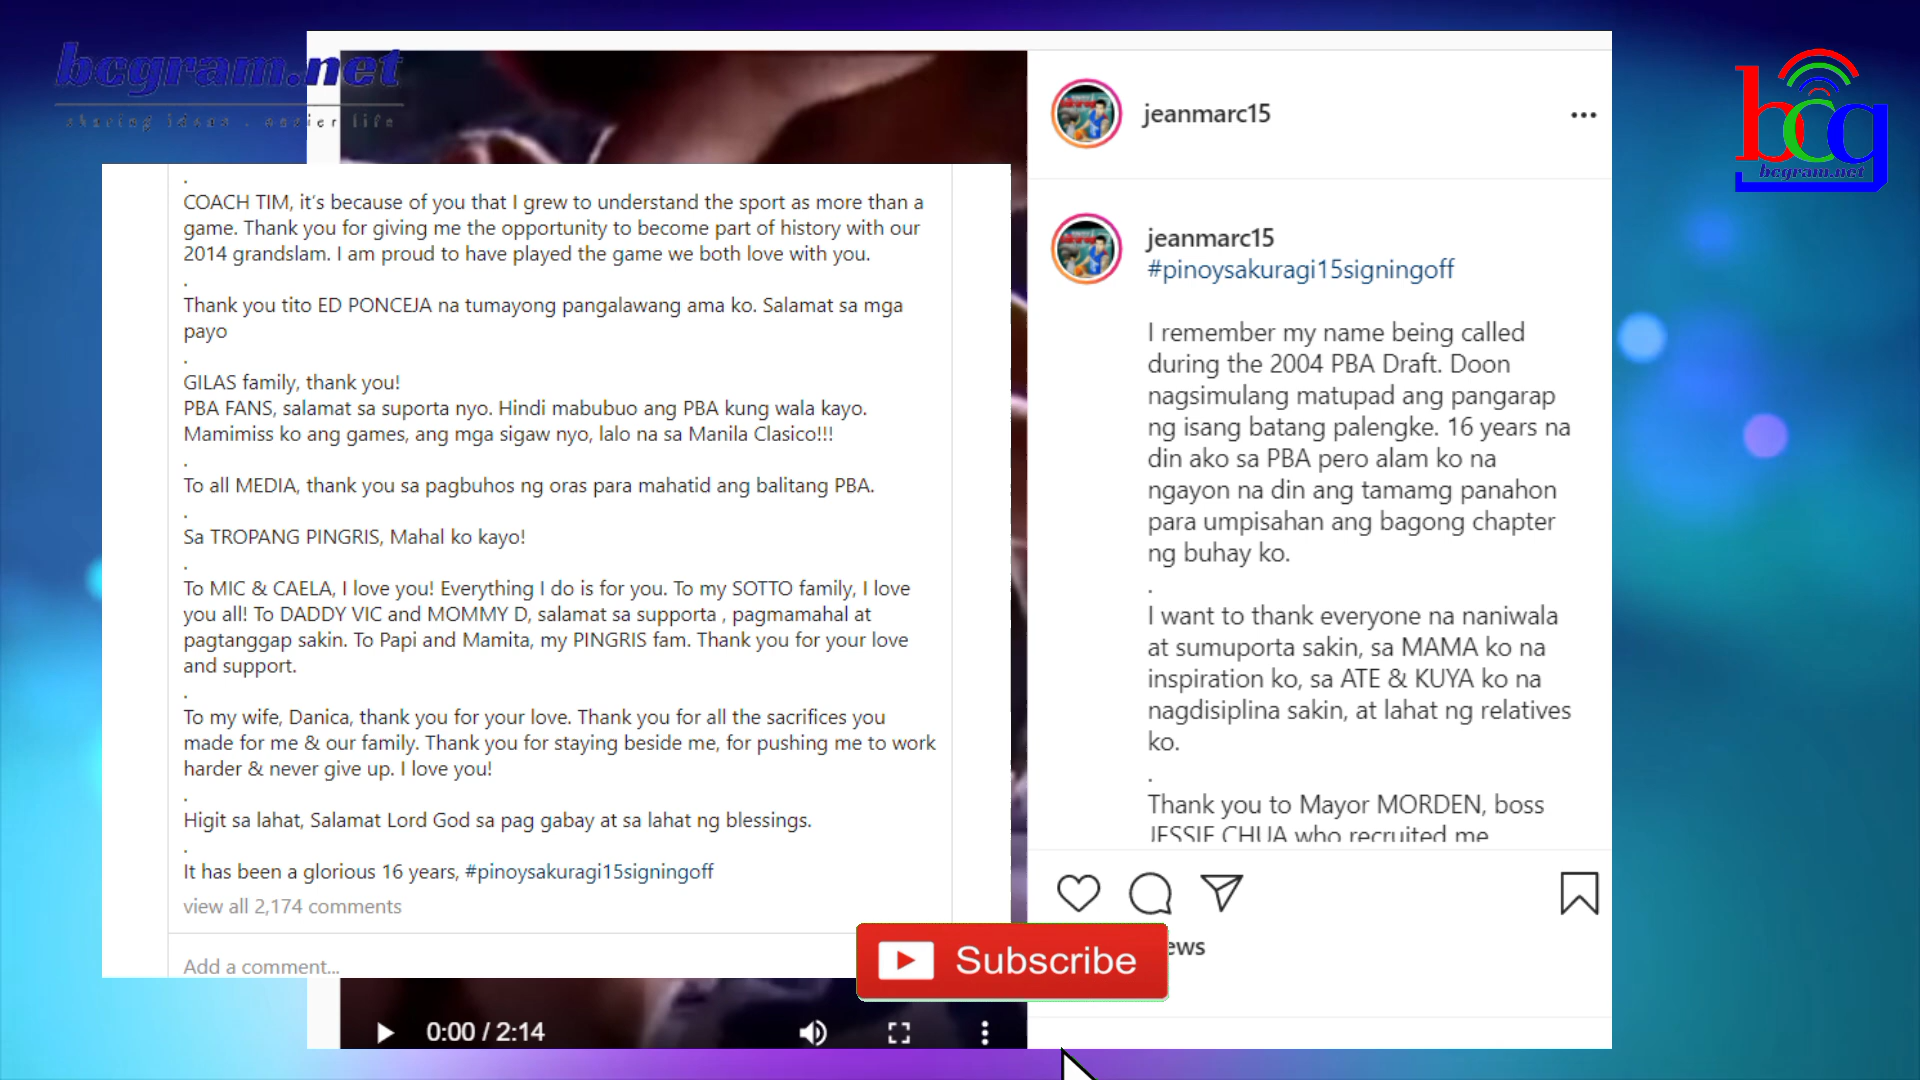 bcgram.net
sharing ideas . easier life
bcg
bcgram.net
jeanmarc15
jeanmarc15
#pinoysakuragi15signingoff
I remember my name being called
during the 2004 PBA Draft. Doon
nagsimulang matupad ang pangarap
ng isang batang palengke. 16 years na
din ako sa PBA pero alam ko na
ngayon na din ang tamamg panahon
para umpisahan ang bagong chapter
ng buhay ko.
.
I want to thank everyone na naniwala
at sumuporta sakin, sa MAMA ko na
inspiration ko, sa ATE & KUYA ko na
nagdisiplina sakin, at lahat ng relatives
ko.
.
Thank you to Mayor MORDEN, boss
JESSIE CHUA who recruited me
ews
.
COACH TIM, it's because of you that I grew to understand the sport as more than a
game. Thank you for giving me the opportunity to become part of history with our
2014 grandslam. I am proud to have played the game we both love with you.
.
Thank you tito ED PONCEJA na tumayong pangalawang ama ko. Salamat sa mga
payo
.
GILAS family, thank you!
PBA FANS, salamat sa suporta nyo. Hindi mabubuo ang PBA kung wala kayo.
Mamimiss ko ang games, ang mga sigaw nyo, lalo na sa Manila Clasico!!!
.
To all MEDIA, thank you sa pagbuhos ng oras para mahatid ang balitang PBA.
.
Sa TROPANG PINGRIS, Mahal ko kayo!
.
To MIC & CAELA, I love you! Everything I do is for you. To my SOTTO family, I love
you all! To DADDY VIC and MOMMY D, salamat sa supporta , pagmamahal at
pagtanggap sakin. To Papi and Mamita, my PINGRIS fam. Thank you for your love
and support.
.
To my wife, Danica, thank you for your love. Thank you for all the sacrifices you
made for me & our family. Thank you for staying beside me, for pushing me to work
harder & never give up. I love you!
.
Higit sa lahat, Salamat Lord God sa pag gabay at sa lahat ng blessings.
.
It has been a glorious 16 years, #pinoysakuragi15signingoff
view all 2,174 comments
Add a comment...
Subscribe
0:00 / 2:14